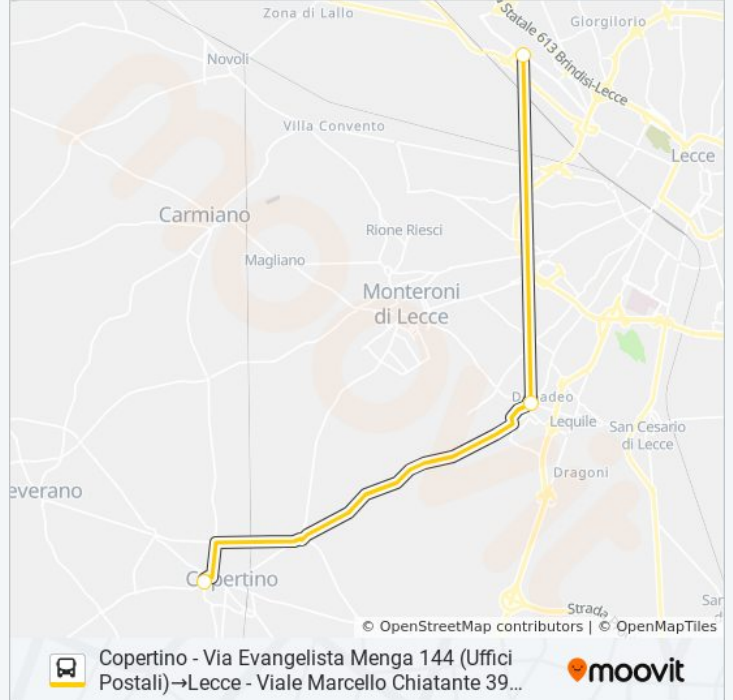 Zona di Lallo
Giorgilorio
Statale 613 Brindisi-Lecce
Novoli
Villa Convento
Lecce
Carmiano
Rione Riesci
Magliano
Monteroni
di Lecce
Lequile
San Cesario
di Lecce
Dragoni
everano
Copertino
Strada
© OpenStreetMap contributors | © OpenMapTiles
Copertino - Via Evangelista Menga 144 (Uffici
Postali)→Lecce - Viale Marcello Chiatante 39...
moovit
moovit